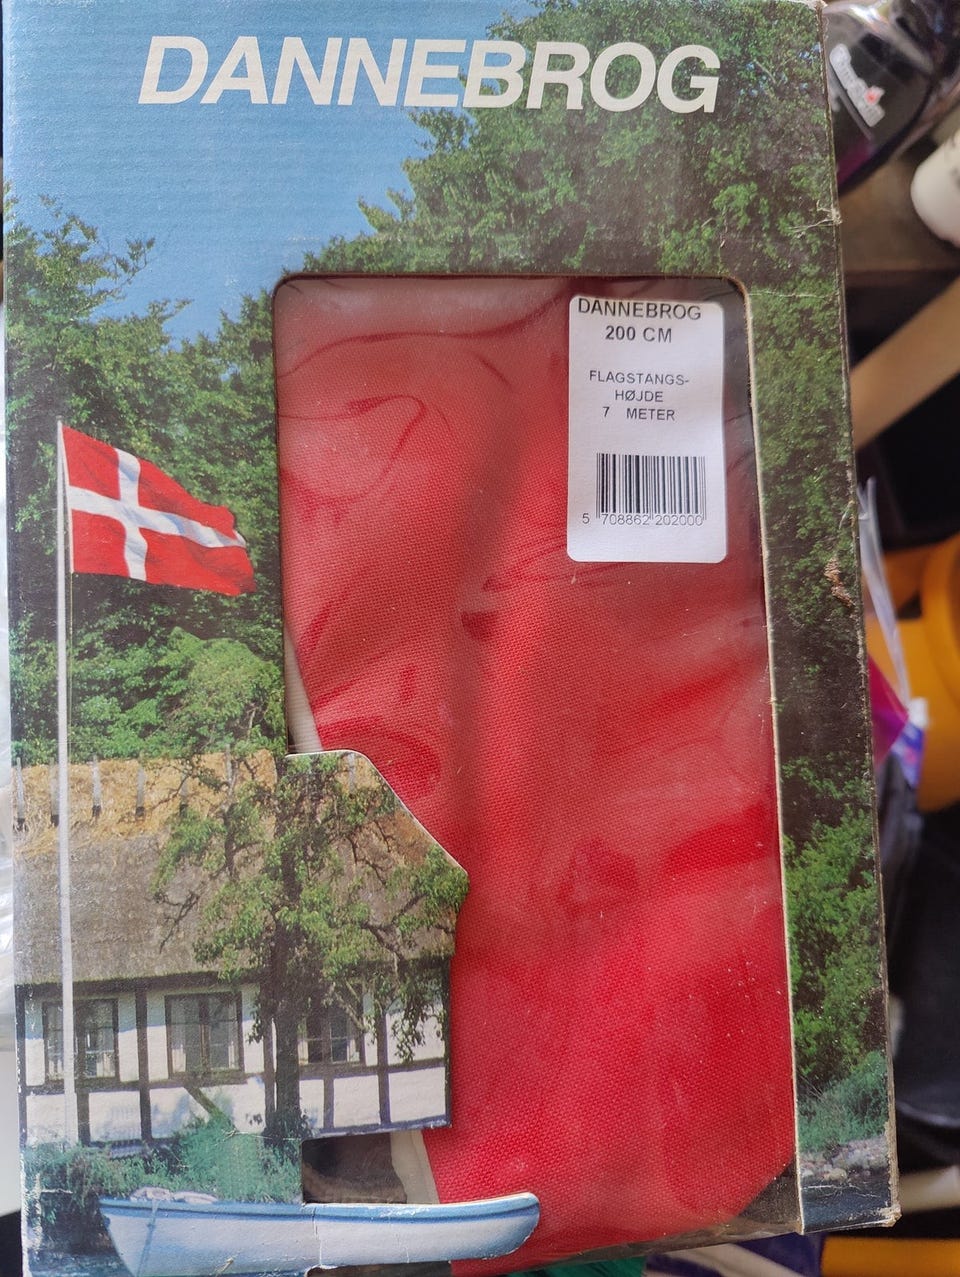 DANNEBROG
DANNEBROG
200 CM
FLAGSTANGS-
HØJDE
7 METER
5 708862 202000